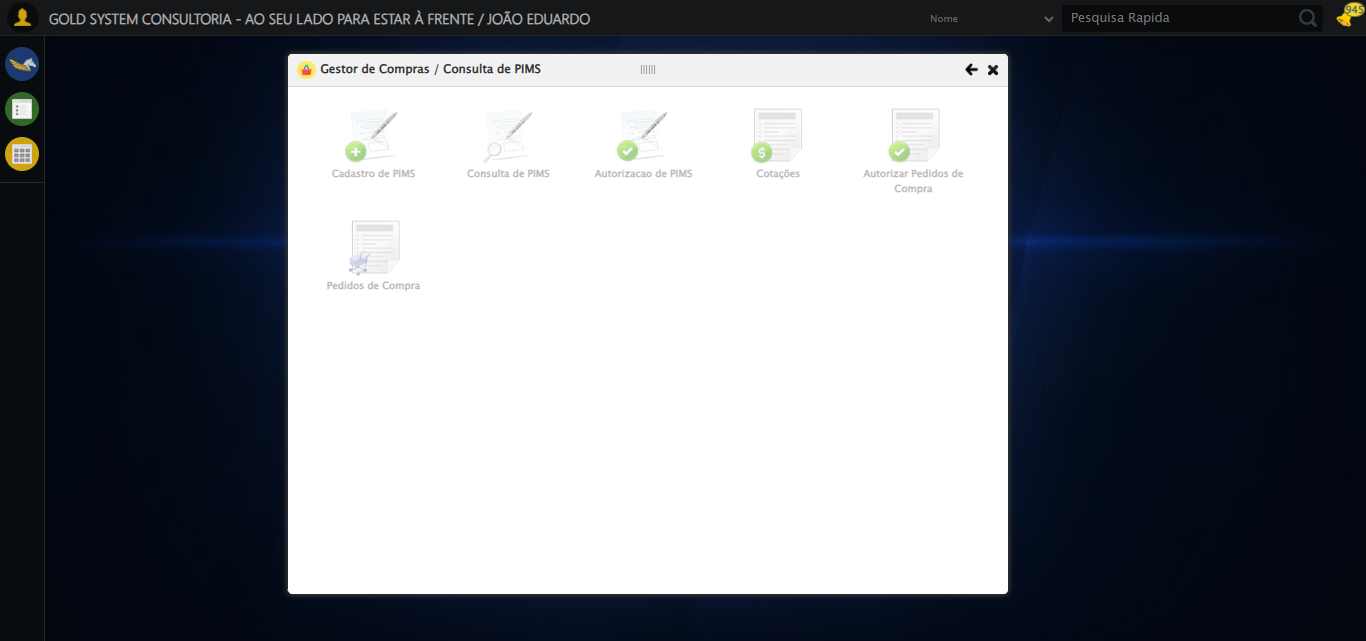 GOLD SYSTEM CONSULTORIA - AO SEU LADO PARA ESTAR À FRENTE / JOÃO EDUARDO
Nome
Pesquisa Rapida
945
Gestor de Compras / Consulta de PIMS
Cadastro de PIMS
Consulta de PIMS
Autorizacao de PIMS
Cotações
Autorizar Pedidos de
Compra
Pedidos de Compra